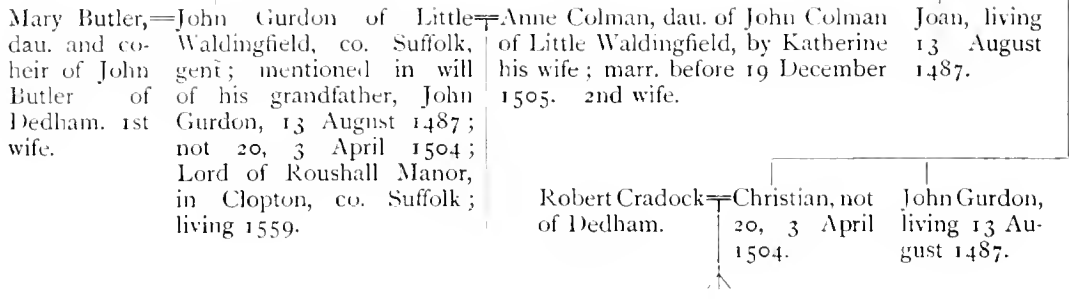 Mary Butler,
dau. and co-
heir of John
Butler of
Dedham. 1st
wife.
John Gurdon of Little
Waldingfield, co. Suffolk,
gent; mentioned in will
of his grandfather, John
Gurdon, 13 August 1487;
not 20, 3 April 1504;
Lord of Roushall Manor,
in Clopton, co. Suffolk;
living 1559.
Anne Colman, dau. of John Colman
of Little Waldingfield, by Katherine
his wife; marr. before 19 December
1505. 2nd wife.
Joan, living
13 August
1487.
Robert Cradock
of Dedham.
Christian, not
20, 3 April
1504.
John Gurdon,
living 13 Au-
gust 1487.